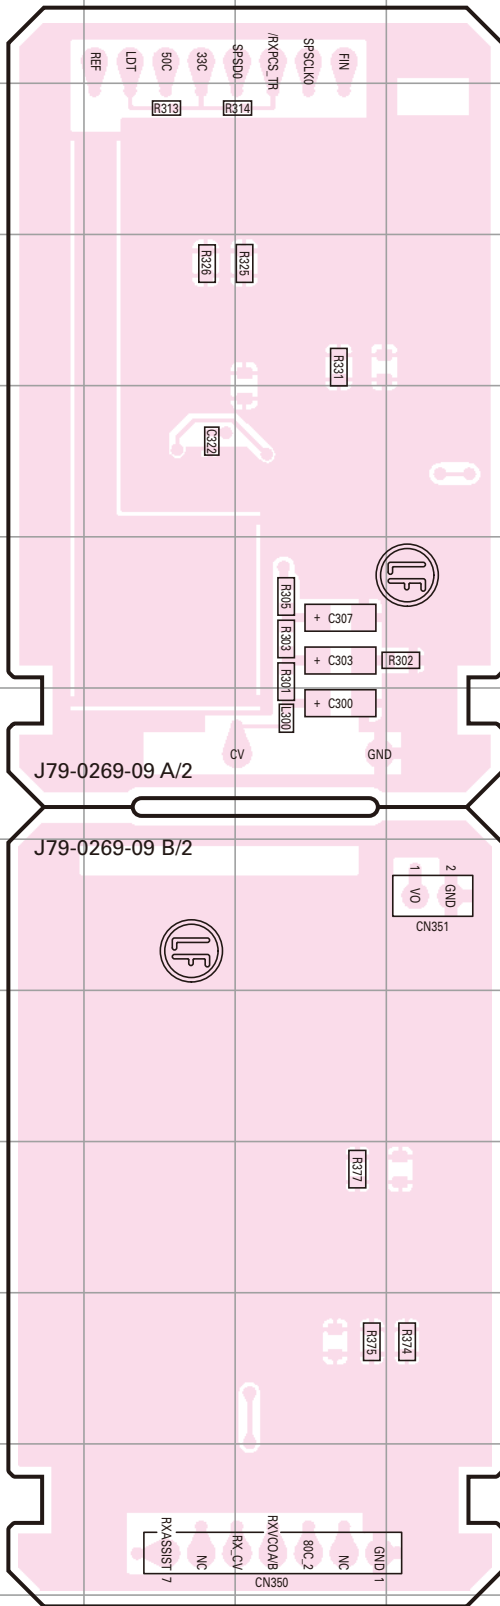 REF LDT 50C 33C SPSD0 /RXPCS_TR SPSCLK0 FIN
R313 R314
R326 R325
R331
C322
LF
R305 + C307
R303 + C303 R302
R301 + C300
L300
CV GND
J79-0269-09 A/2
J79-0269-09 B/2
1 2
VO GND
CN351
LF
R377
R375 R374
RXASSIST 7 NC RX_CV RXVCOA/B 80C_2 NC GND 1
CN350